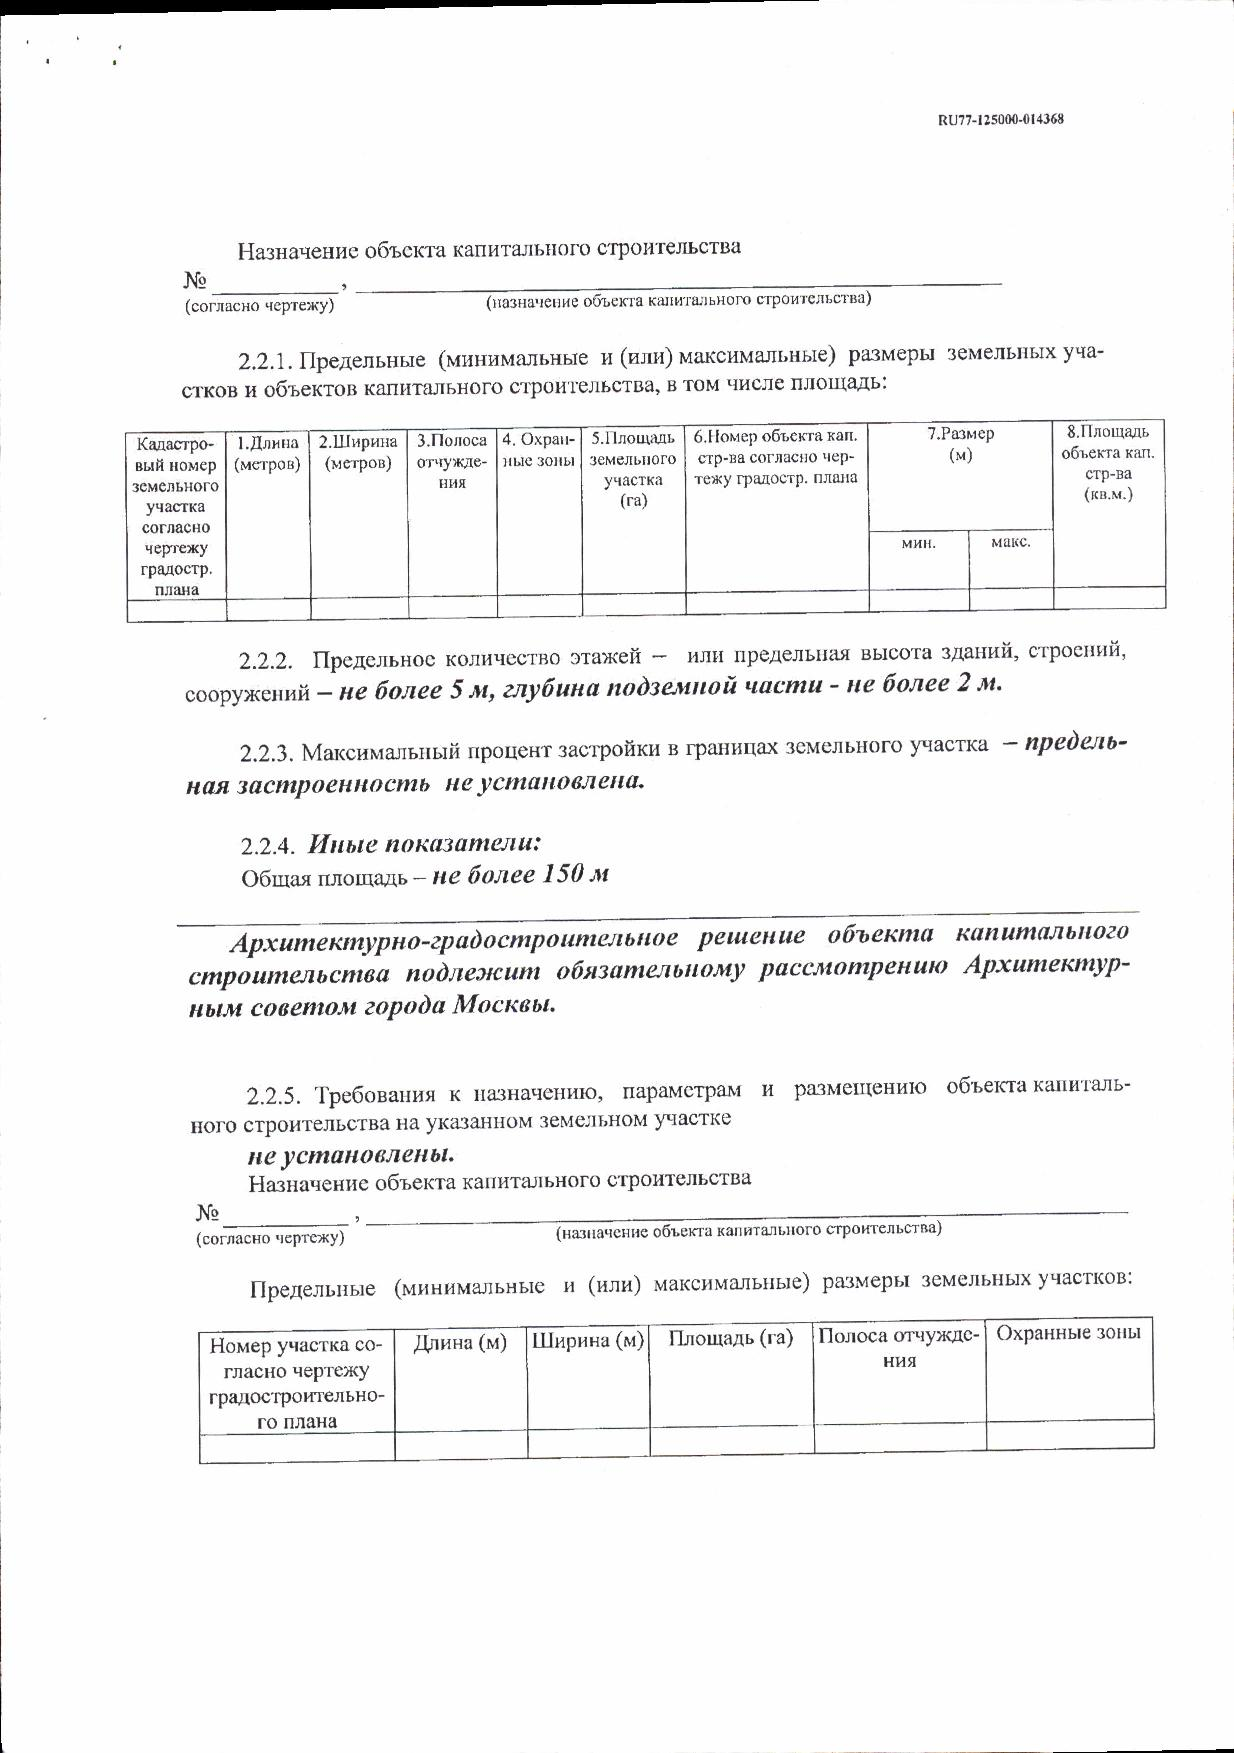 RU77-125000-014368
Назначение объекта капитального строительства
№ ____________, ____________
(согласно чертежу) (назначение объекта капитального строительства)
2.2.1. Предельные (минимальные и (или) максимальные) размеры земельных уча-
стков и объектов капитального строительства, в том числе площадь:
Кадастро-
вый номер
земельного
участка
согласно
чертежу
градостр.
плана
1.Длина
(метров)
2.Ширина
(метров)
3.Полоса
отчужде-
ния
4. Охран-
ные зоны
5.Площадь
земельного
участка
(га)
6.Номер объекта кап.
стр-ва согласно чер-
тежу градостр. плана
7.Размер
(м)
мин.
макс.
8.Площадь
объекта кап.
стр-ва
(кв.м.)
2.2.2. Предельное количество этажей – или предельная высота зданий, строений,
сооружений – не более 5 м, глубина подземной части - не более 2 м.
2.2.3. Максимальный процент застройки в границах земельного участка – предель-
ная застроенность не установлена.
2.2.4. Иные показатели:
Общая площадь – не более 150 м
Архитектурно-градостроительное решение объекта капитального
строительства подлежит обязательному рассмотрению Архитектур-
ным советом города Москвы.
2.2.5. Требования к назначению, параметрам и размещению объекта капиталь-
ного строительства на указанном земельном участке
не установлены.
Назначение объекта капитального строительства
№ ____________, ____________
(согласно чертежу) (назначение объекта капитального строительства)
Предельные (минимальные и (или) максимальные) размеры земельных участков:
Номер участка со-
гласно чертежу
градостроительно-
го плана
Длина (м)
Ширина (м)
Площадь (га)
Полоса отчужде-
ния
Охранные зоны